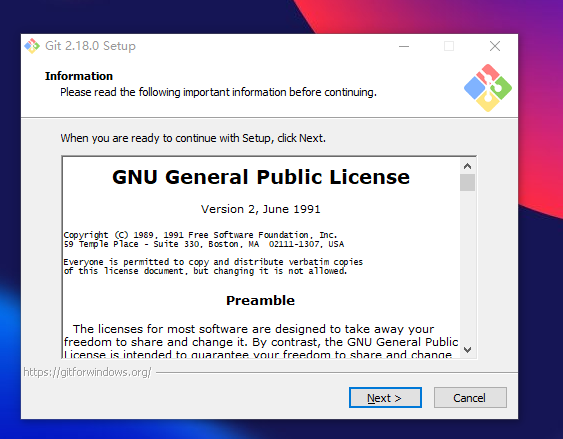 Git 2.18.0 Setup
Information
Please read the following important information before continuing.
When you are ready to continue with Setup, click Next.
GNU General Public License
Version 2, June 1991
Copyright (C) 1989, 1991 Free Software Foundation, Inc.
59 Temple Place - Suite 330, Boston, MA  02111-1307, USA
Everyone is permitted to copy and distribute verbatim copies
of this license document, but changing it is not allowed.
Preamble
The licenses for most software are designed to take away your
freedom to share and change it. By contrast, the GNU General Public
License is intended to guarantee your freedom to share and change
https://gitforwindows.org/
Next >
Cancel